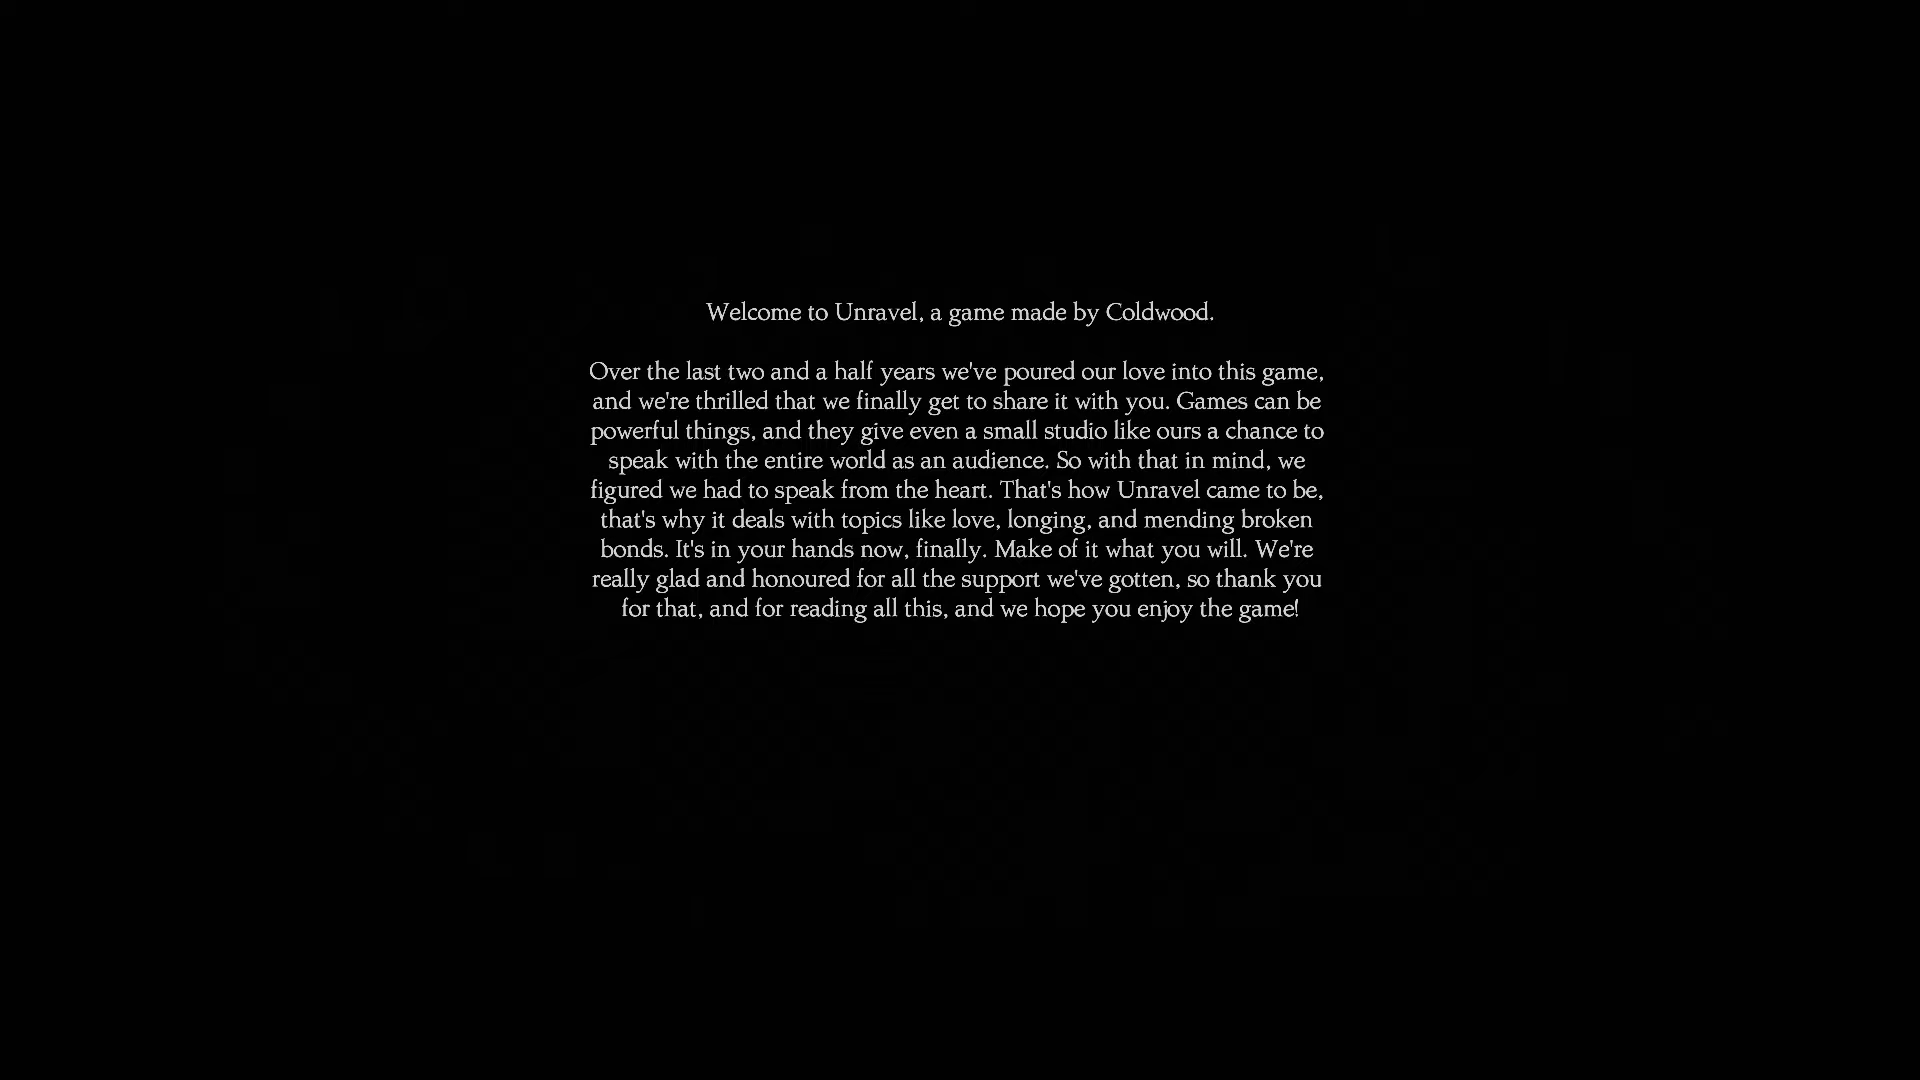 Welcome to Unravel, a game made by Coldwood.
Over the last two and a half years we've poured our love into this game,
and we're thrilled that we finally get to share it with you. Games can be
powerful things, and they give even a small studio like ours a chance to
speak with the entire world as an audience. So with that in mind, we
figured we had to speak from the heart. That's how Unravel came to be,
that's why it deals with topics like love, longing, and mending broken
bonds. It's in your hands now, finally. Make of it what you will. We're
really glad and honoured for all the support we've gotten, so thank you
for that, and for reading all this, and we hope you enjoy the game!